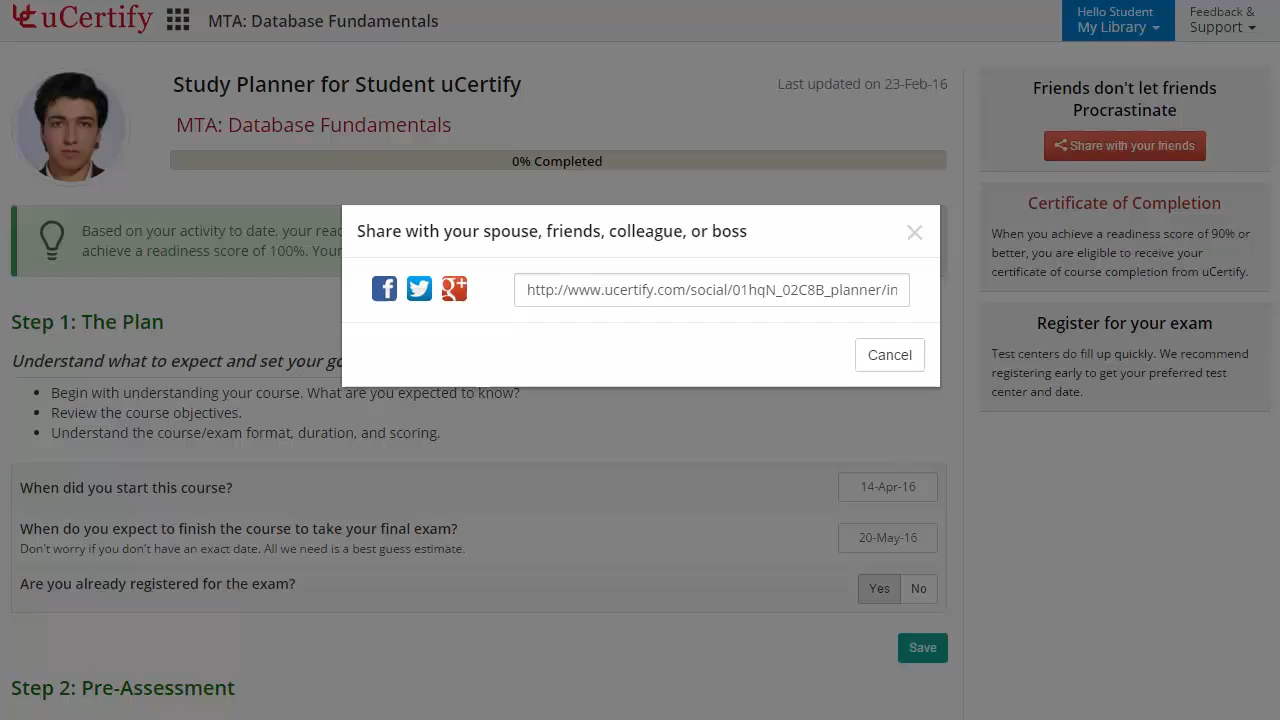 uCertify
MTA: Database Fundamentals
Hello Student
My Library
Feedback &
Support
Study Planner for Student uCertify
Last updated on 23-Feb-16
MTA: Database Fundamentals
0% Completed
Friends don't let friends
Procrastinate
Share with your friends
Certificate of Completion
When you achieve a readiness score of 90% or
better, you are eligible to receive your
certificate of course completion from uCertify.
Register for your exam
Test centers do fill up quickly. We recommend
registering early to get your preferred test
center and date.
Based on your activity to date, your
achieve a readiness score of 100%. Your
Share with your spouse, friends, colleague, or boss
http://www.ucertify.com/social/01hqN_02C8B_planner/in
Cancel
Step 1: The Plan
Understand what to expect and set your
Begin with understanding your course. What are you expected to know?
Review the course objectives.
Understand the course/exam format, duration, and scoring.
When did you start this course?
14-Apr-16
When do you expect to finish the course to take your final exam?
20-May-16
Don't worry if you don't have an exact date. All we need is a best guess estimate.
Are you already registered for the exam?
Yes No
Save
Step 2: Pre-Assessment